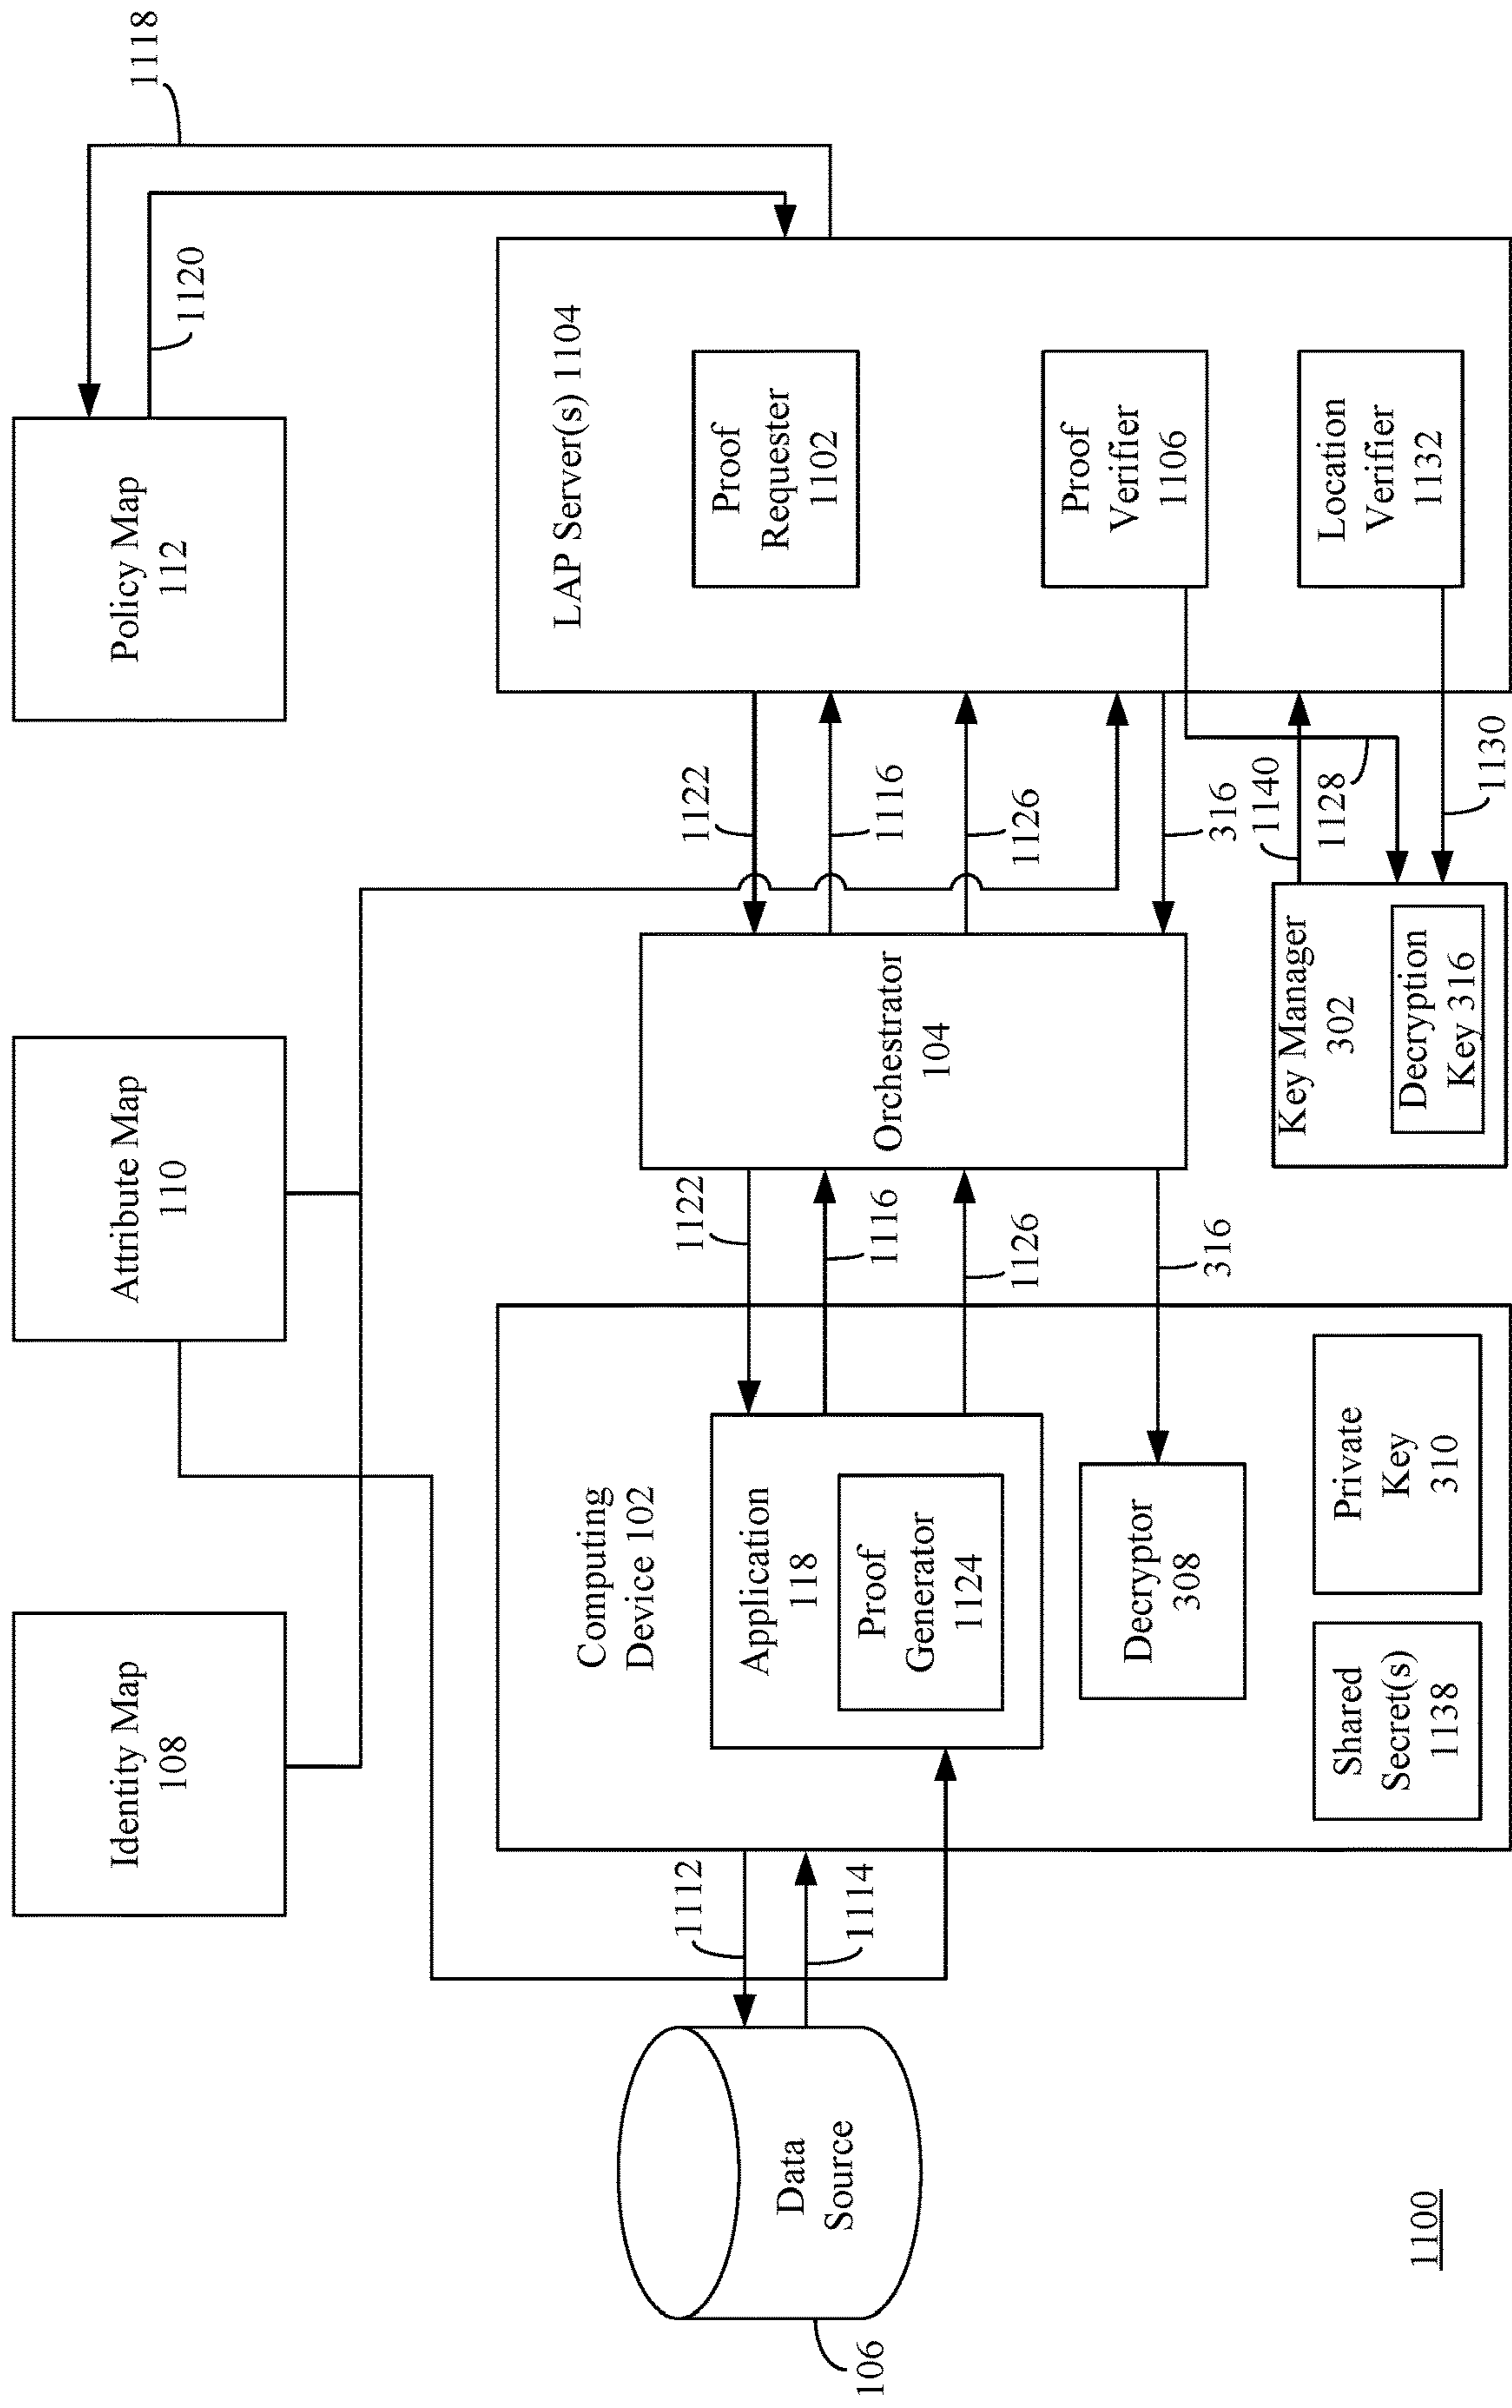 Identity Map
108
Attribute Map
110
Policy Map
112
1118
1120
Computing
Device 102
Application
118
Proof
Generator
1124
Decryptor
308
Shared
Secret(s)
1138
Private
Key
310
Data
Source
106
1112
1114
1122
1116
1126
316
Orchestrator
104
1122
1116
1126
316
1140
1128
1130
Key Manager
302
Decryption
Key 316
LAP Server(s) 1104
Proof
Requester
1102
Proof
Verifier
1106
Location
Verifier
1132
1100